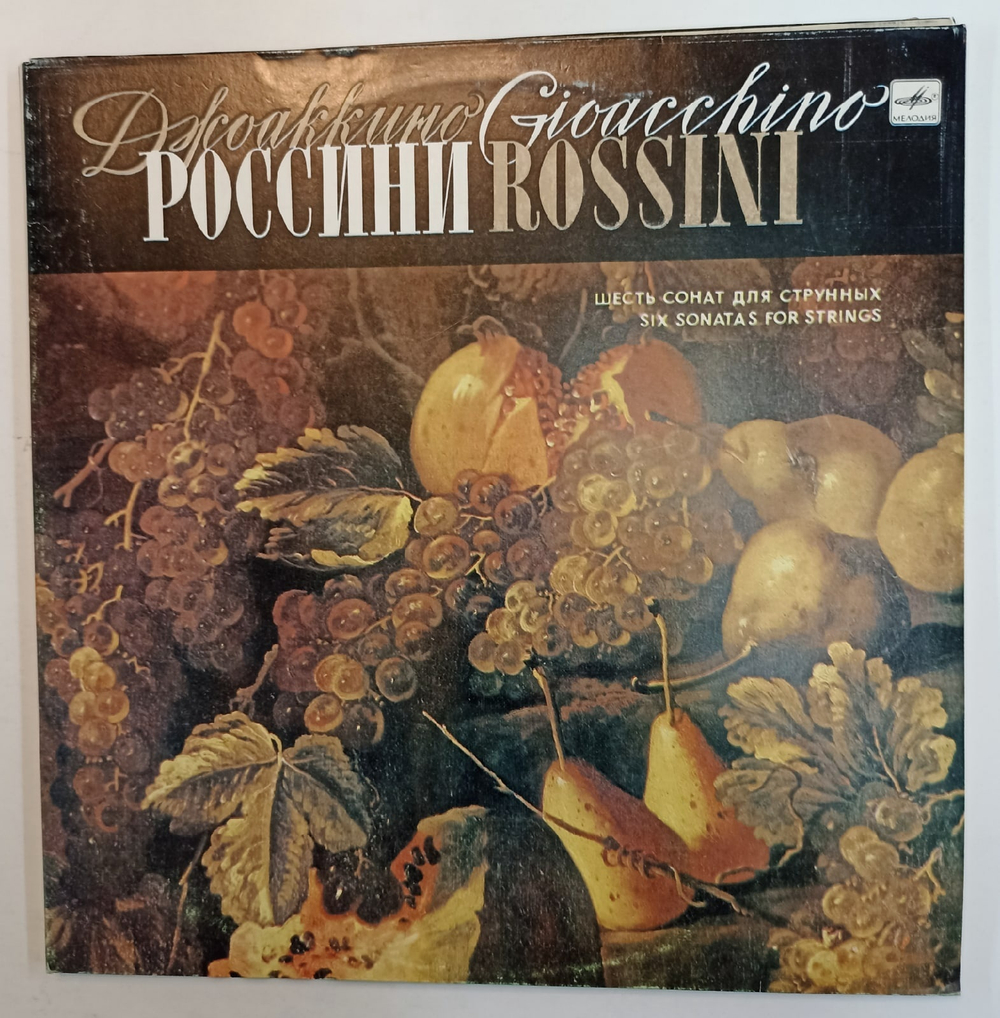 Джоаккино Gioacchino
РОССИНИ ROSSINI
МЕЛОДИЯ
ШЕСТЬ СОНАТ ДЛЯ СТРУННЫХ
SIX SONATAS FOR STRINGS